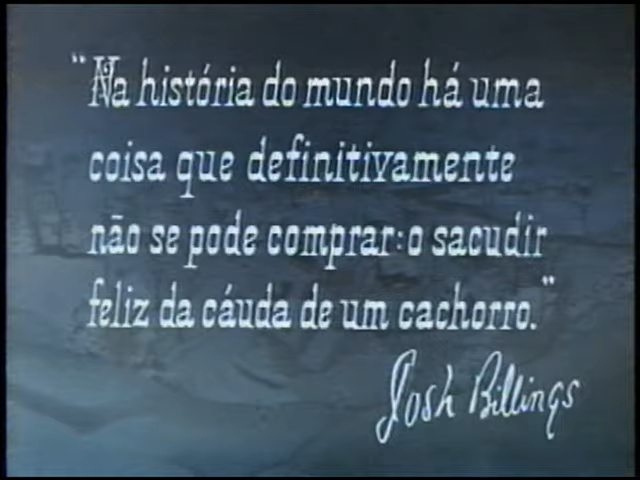 “Na história do mundo há uma
coisa que definitivamente
não se pode comprar: o sacudir
feliz da cáuda de um cachorro.”
Josh Billings